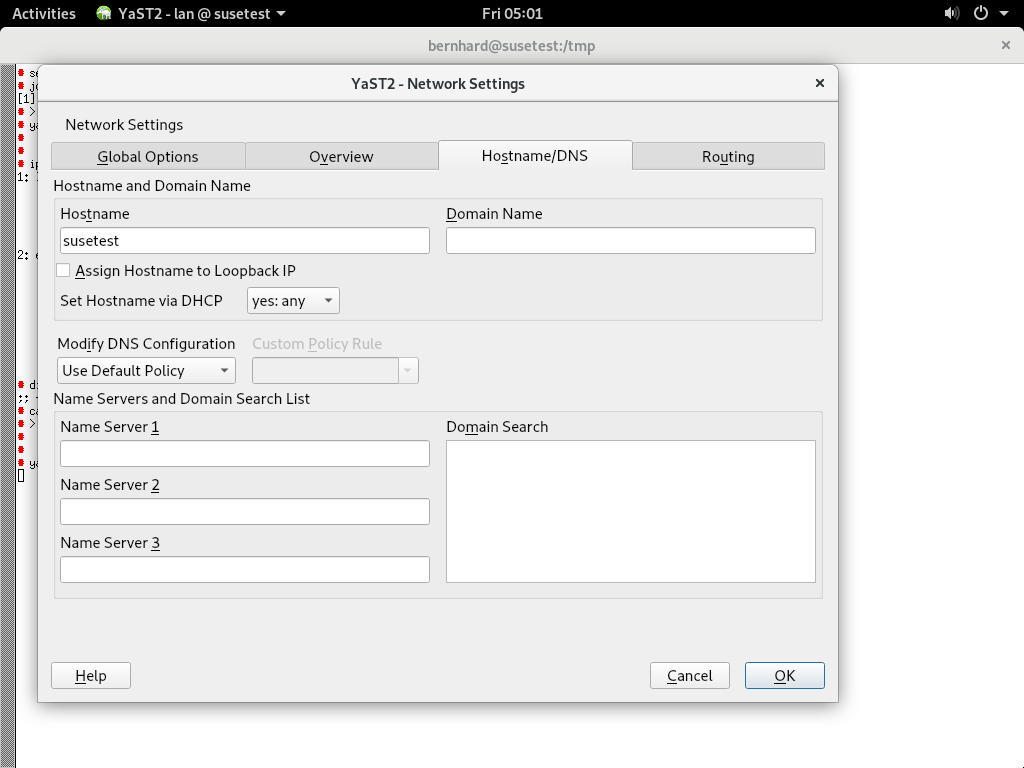 Activities YaST2 - lan @ susetest Fri 05:01
bernhard@susetest:/tmp
YaST2 - Network Settings
Network Settings
Global Options Overview Hostname/DNS Routing
Hostname and Domain Name
Hostname Domain Name
susetest
Assign Hostname to Loopback IP
Set Hostname via DHCP yes: any
Modify DNS Configuration Custom Policy Rule
Use Default Policy
Name Servers and Domain Search List
Name Server 1 Domain Search
Name Server 2
Name Server 3
Help Cancel OK
[1]
1:
2: